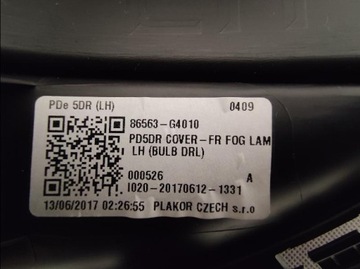 PDe 5DR (LH) 0409
86563-G4010
PD5DR COVER-FR FOG LAM
LH (BULB DRL)
000526 A
I020-20170612-1331
13/06/2017 02:26:55 PLAKOR CZECH s.r.o